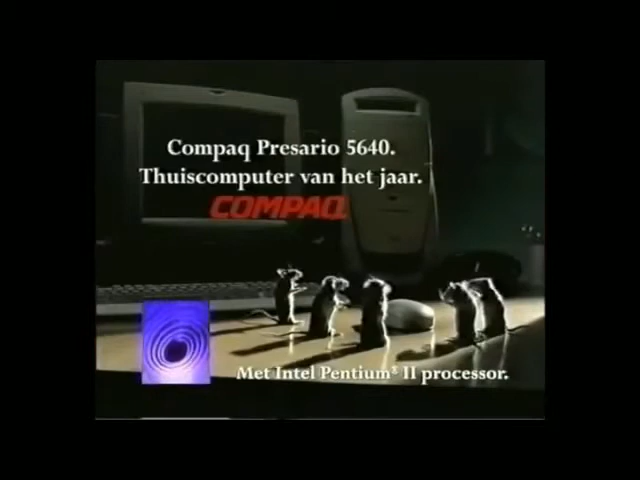 Compaq Presario 5640.
Thuiscomputer van het jaar.
COMPAQ
Met Intel Pentium® II processor.